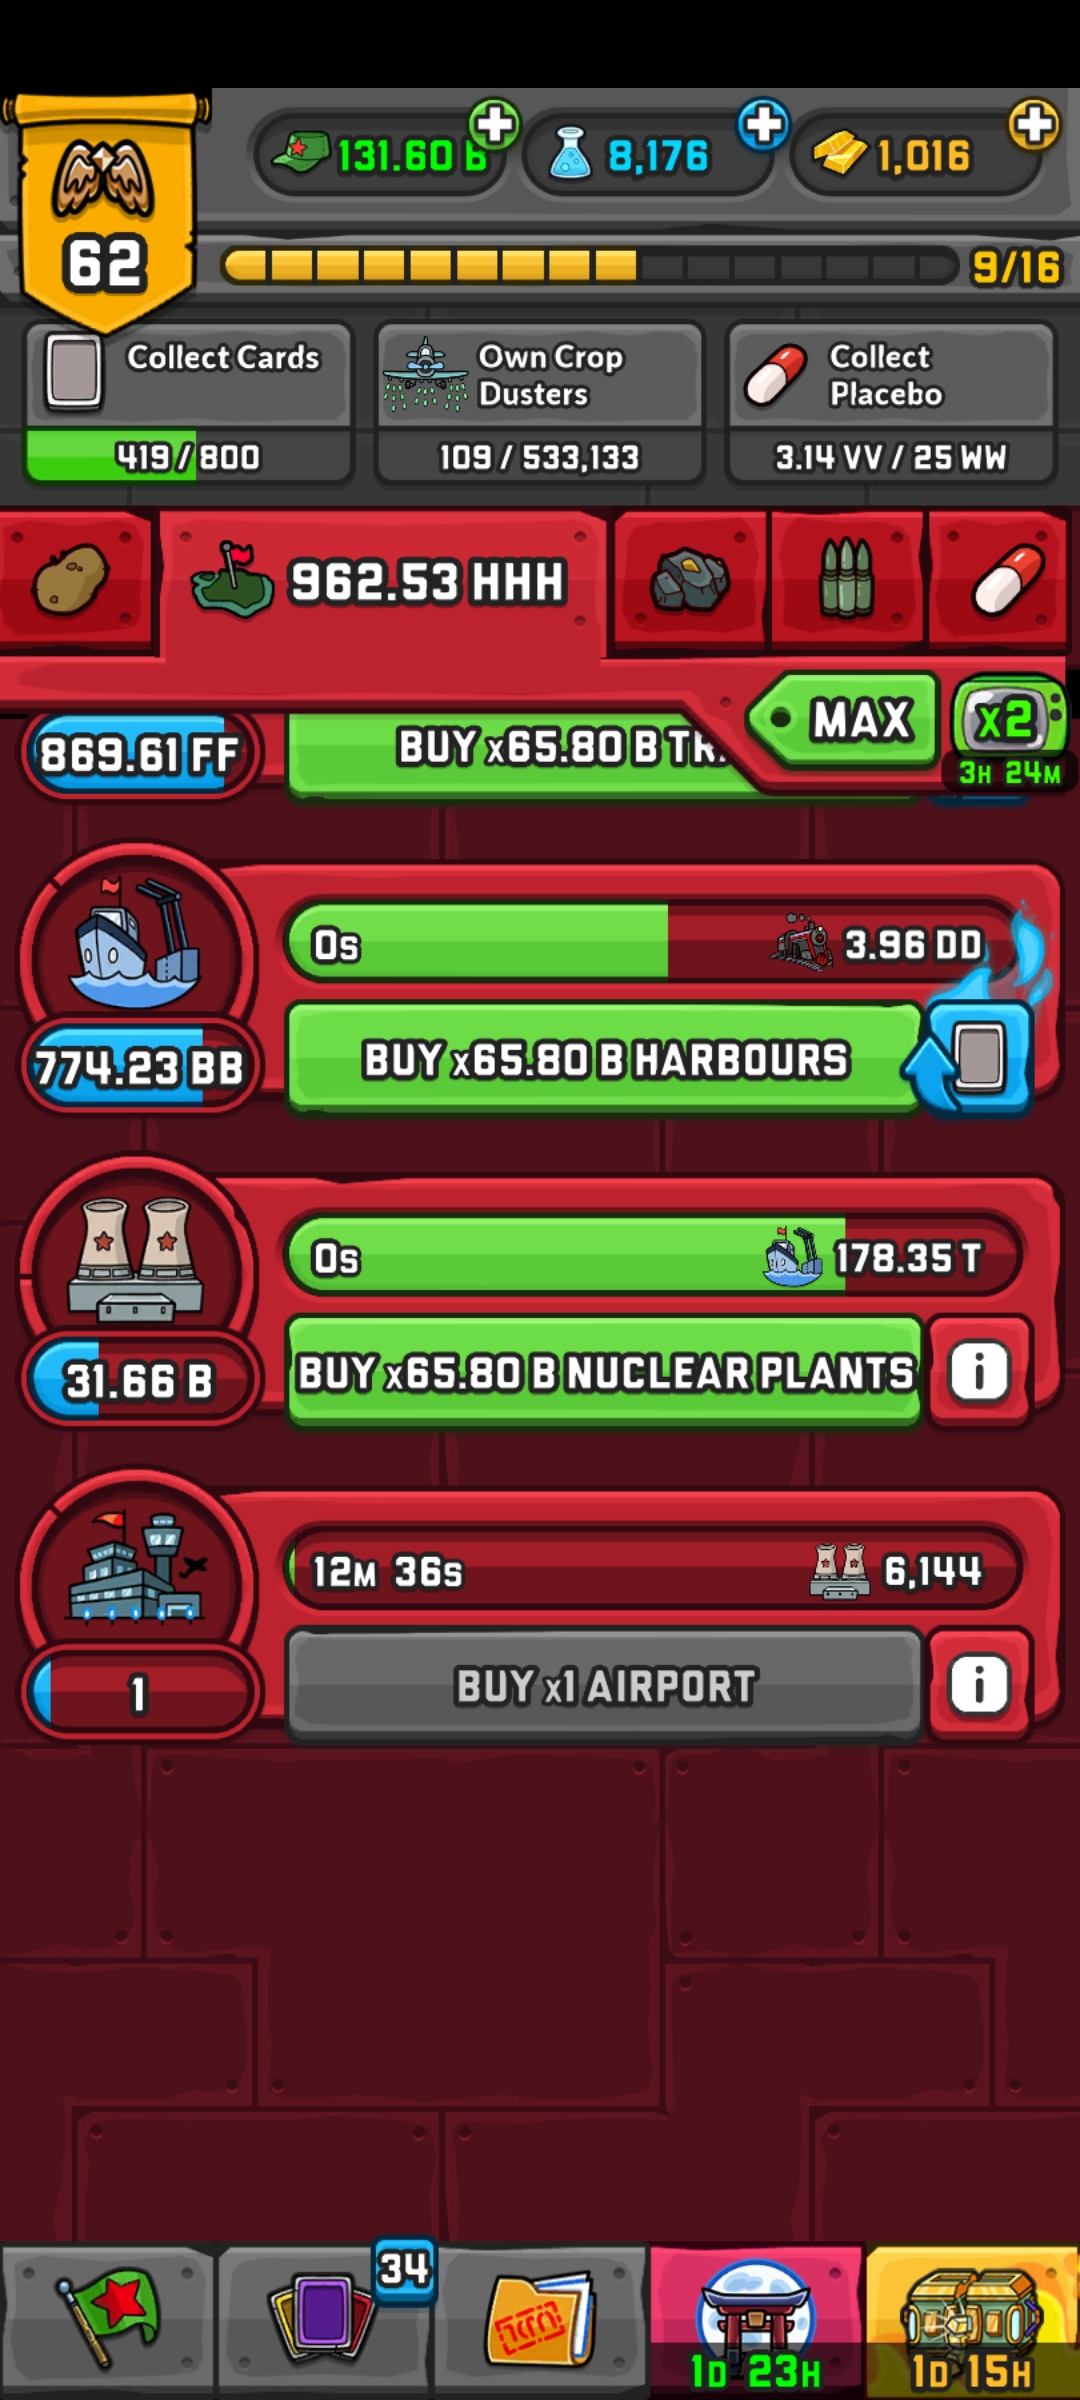 131.60 B
8,176
1,016
62
9/16
Collect Cards
419 / 800
Own Crop
Dusters
109 / 533,133
Collect
Placebo
3.14 VV / 25 WW
962.53 HHH
MAX
x2
3H 24M
869.61 FF
BUY x65.80 B
0s
3.96 DD
774.23 BB
BUY x65.80 B HARBOURS
0s
178.35 T
31.66 B
BUY x65.80 B NUCLEAR PLANTS
i
12M 36s
6,144
1
BUY x1 AIRPORT
i
34
1D 23H
1D 15H